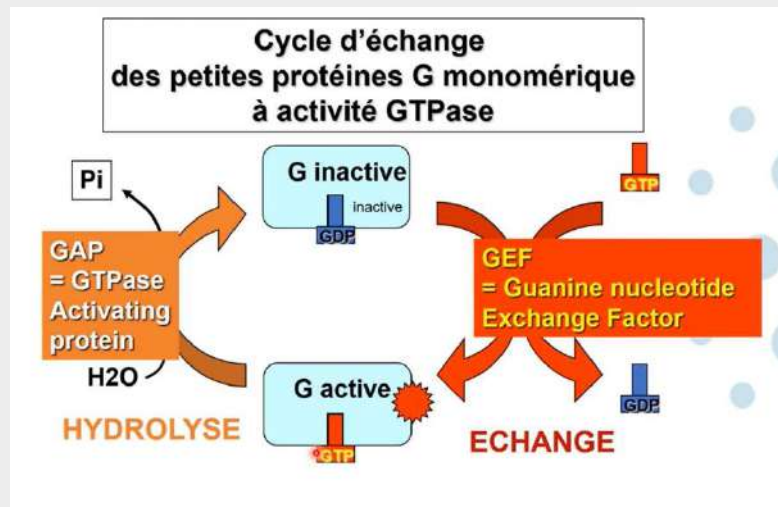 Cycle d'échange
des petites protéines G monomérique
à activité GTPase
Pi
G inactive
inactive
GDP
GTP
GAP
= GTPase
Activating
protein
GEF
= Guanine nucleotide
Exchange Factor
H2O
G active
GTP
GDP
HYDROLYSE
ECHANGE